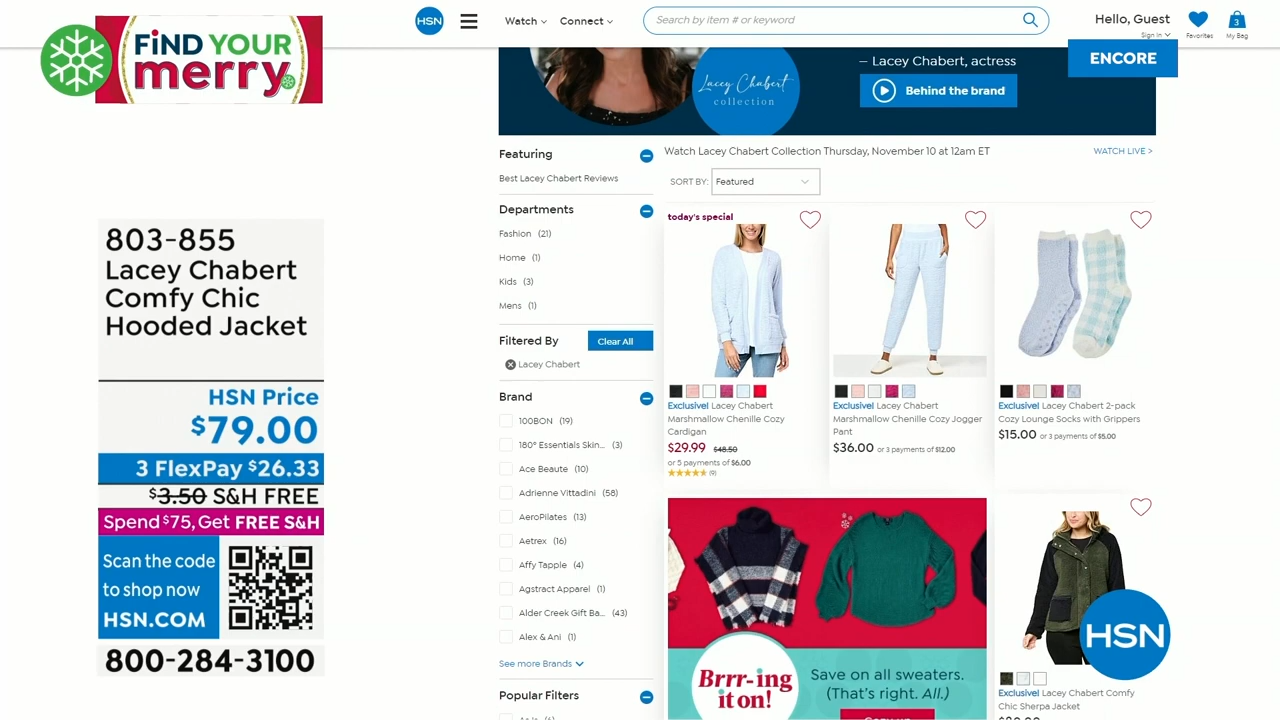 FiND YOUR
merry
HSN
Watch
Connect
Search by item # or keyword
Hello, Guest
Sign in
Favorites
3
My Bag
ENCORE
Lacey Chabert
collection
— Lacey Chabert, actress
Behind the brand
803-855
Lacey Chabert
Comfy Chic
Hooded Jacket
HSN Price
$79.00
3 FlexPay $26.33
$3.50 S&H FREE
Spend $75, Get FREE S&H
Scan the code
to shop now
HSN.COM
800-284-3100
Featuring
Best Lacey Chabert Reviews
Departments
Fashion (21)
Home (1)
Kids (3)
Mens (1)
Filtered By
Clear All
Lacey Chabert
Brand
100BON (19)
180° Essentials Skin... (3)
Ace Beaute (10)
Adrienne Vittadini (58)
AeroPilates (13)
Aetrex (16)
Affy Tapple (4)
Agstract Apparel (1)
Alder Creek Gift Ba... (43)
Alex & Ani (1)
See more Brands
Popular Filters
Watch Lacey Chabert Collection Thursday, November 10 at 12am ET
WATCH LIVE >
SORT BY: Featured
today's special
Exclusive! Lacey Chabert
Marshmallow Chenille Cozy
Cardigan
$29.99 $48.50
or 5 payments of $6.00
(9)
Exclusive! Lacey Chabert
Marshmallow Chenille Cozy Jogger
Pant
$36.00 or 3 payments of $12.00
Exclusive! Lacey Chabert 2-pack
Cozy Lounge Socks with Grippers
$15.00 or 3 payments of $5.00
Brrr-ing
it on!
Save on all sweaters.
(That's right. All.)
HSN
Exclusive! Lacey Chabert Comfy
Chic Sherpa Jacket